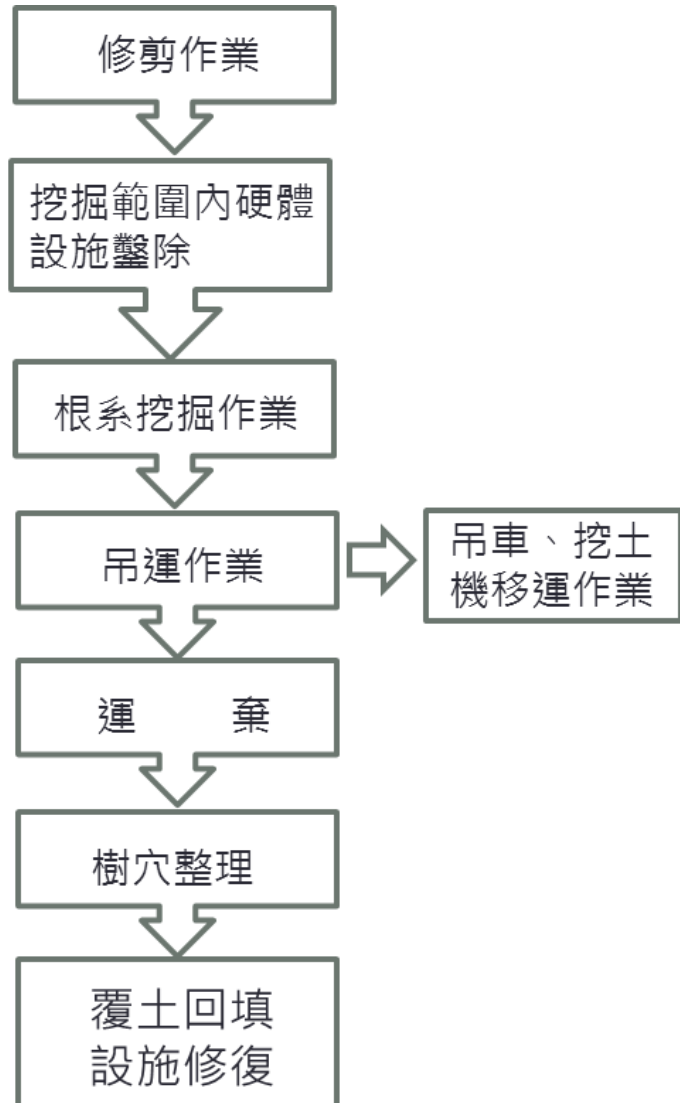 修剪作業
挖掘範圍內硬體
設施鑿除
根系挖掘作業
吊運作業
吊車、挖土
機移運作業
運　　棄
樹穴整理
覆土回填
設施修復